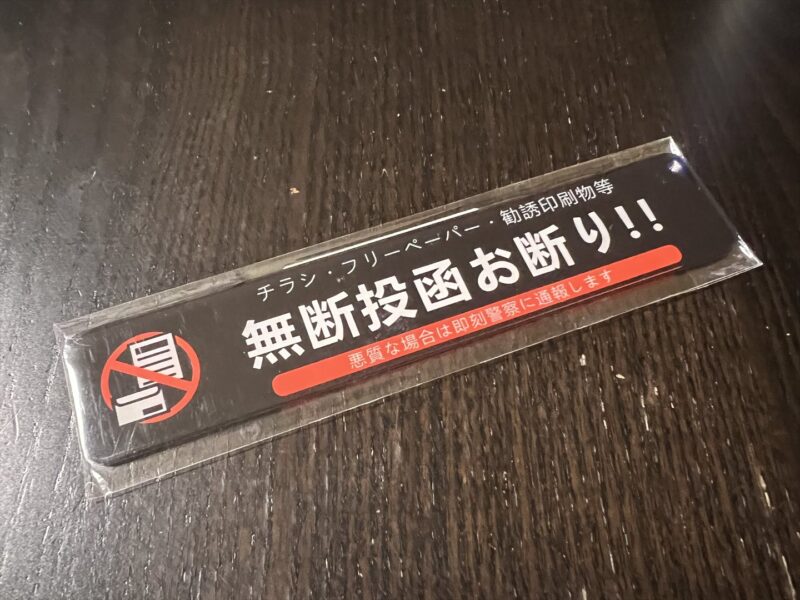 チラシ・フリーペーパー・勧誘印刷物等
無断投函お断り!!
悪質な場合は即刻警察に通報します